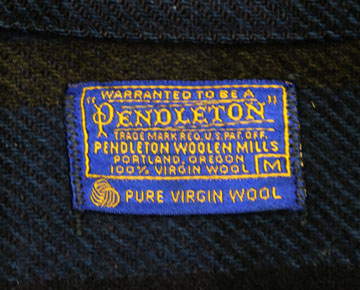 WARRANTED TO BE A
"PENDLETON"
TRADE MARK REG. U.S. PAT. OFF.
PENDLETON WOOLEN MILLS
PORTLAND, OREGON
100% VIRGIN WOOL M
PURE VIRGIN WOOL